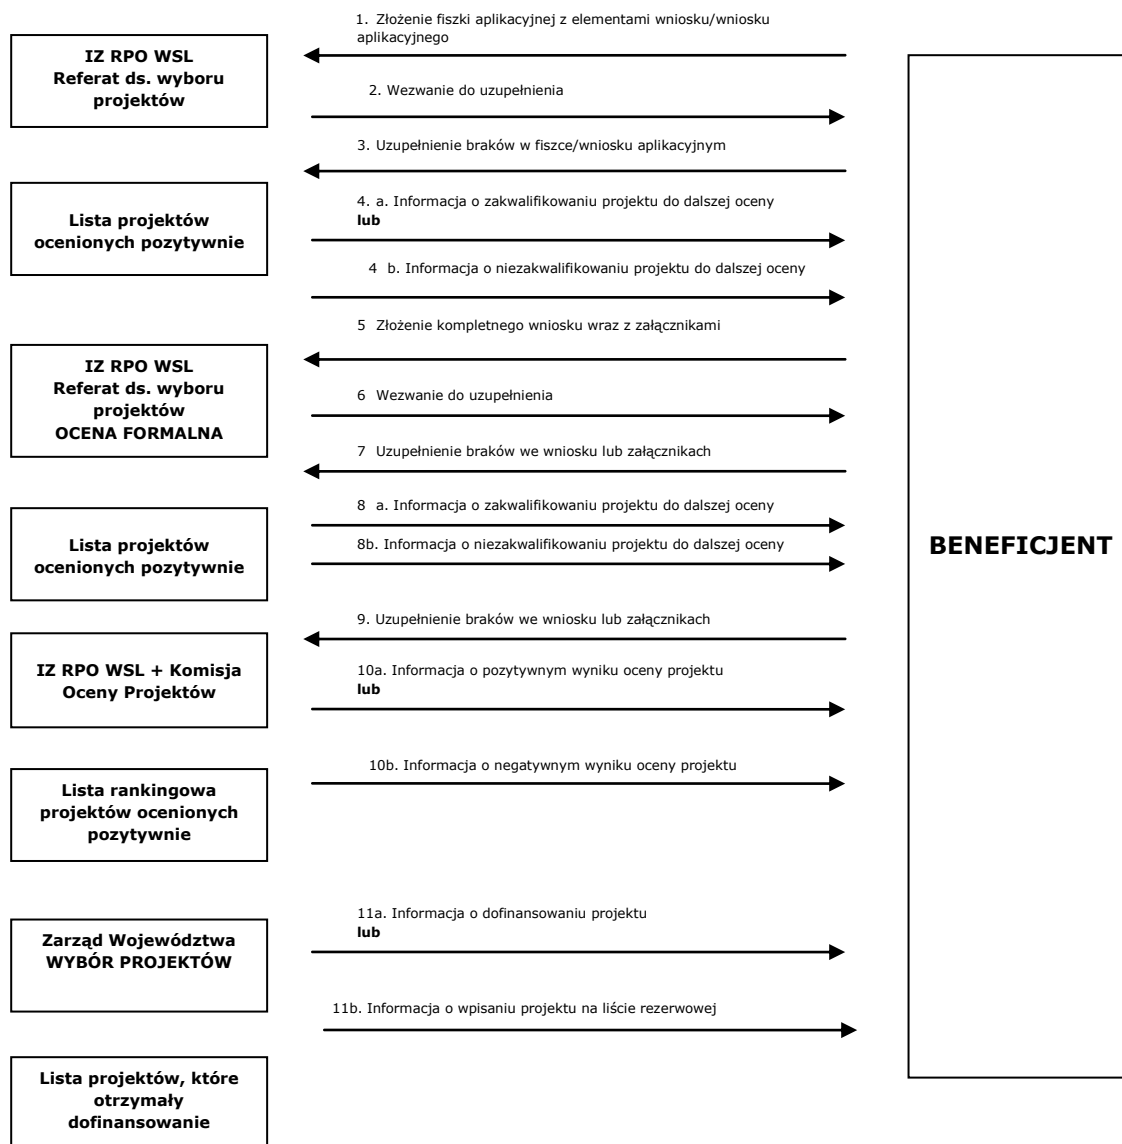 1. Złożenie fiszki aplikacyjnej z elementami wniosku/wniosku
aplikacyjnego
IZ RPO WSL
Referat ds. wyboru
projektów
2. Wezwanie do uzupełnienia
3. Uzupełnienie braków w fiszce/wniosku aplikacyjnym
Lista projektów
ocenionych pozytywnie
4. a. Informacja o zakwalifikowaniu projektu do dalszej oceny
lub
4 b. Informacja o niezakwalifikowaniu projektu do dalszej oceny
5 Złożenie kompletnego wniosku wraz z załącznikami
IZ RPO WSL
Referat ds. wyboru
projektów
OCENA FORMALNA
6 Wezwanie do uzupełnienia
7 Uzupełnienie braków we wniosku lub załącznikach
8 a. Informacja o zakwalifikowaniu projektu do dalszej oceny
Lista projektów
ocenionych pozytywnie
8b. Informacja o niezakwalifikowaniu projektu do dalszej oceny
BENEFICJENT
9. Uzupełnienie braków we wniosku lub załącznikach
IZ RPO WSL + Komisja
Oceny Projektów
10a. Informacja o pozytywnym wyniku oceny projektu
lub
10b. Informacja o negatywnym wyniku oceny projektu
Lista rankingowa
projektów ocenionych
pozytywnie
11a. Informacja o dofinansowaniu projektu
lub
Zarząd Województwa
WYBÓR PROJEKTÓW
11b. Informacja o wpisaniu projektu na liście rezerwowej
Lista projektów, które
otrzymały
dofinansowanie